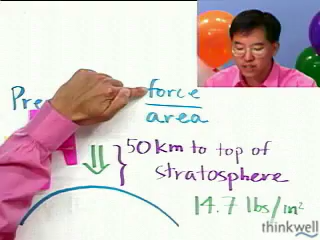 Pre
force
area
50km to top of
stratosphere
14.7 lbs/in²
thinkwell